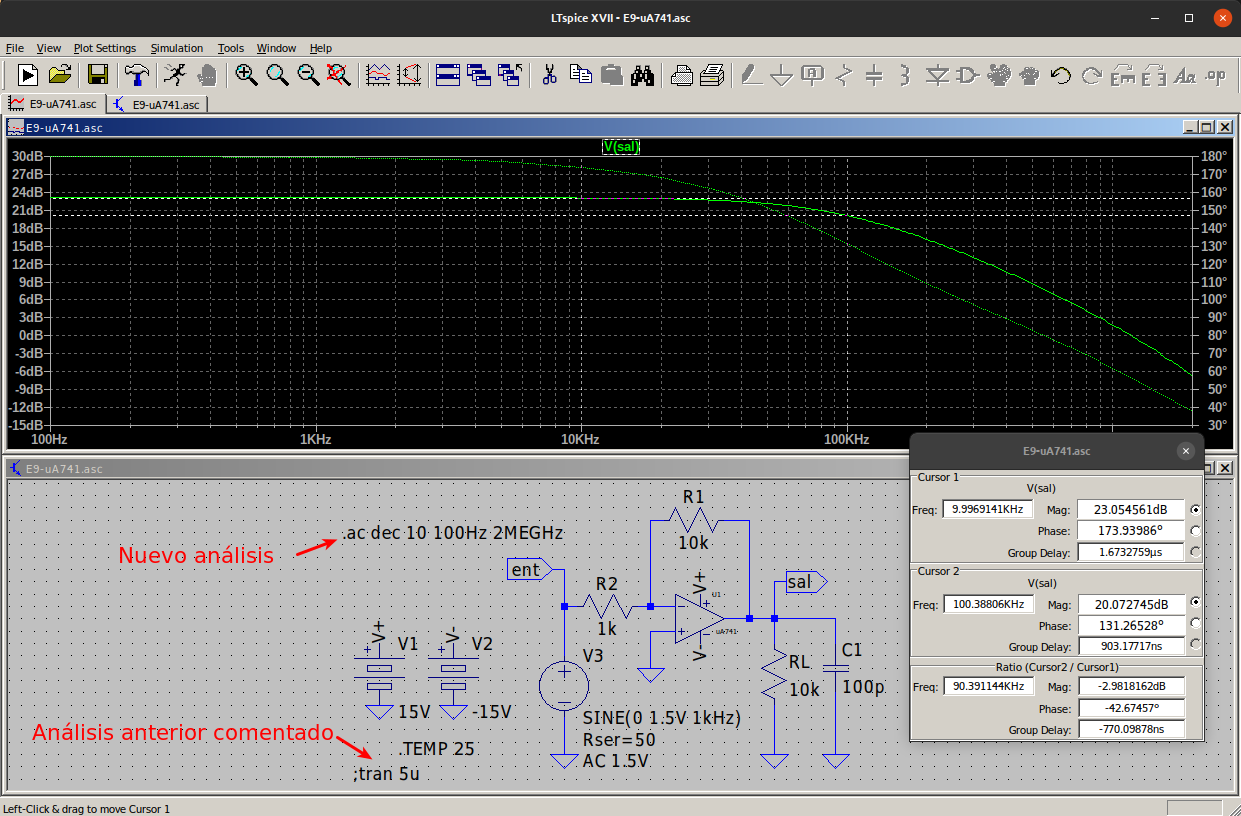 LTspice XVII - E9-uA741.asc
File View Plot Settings Simulation Tools Window Help
.op
E9-uA741.asc E9-uA741.asc
E9-uA741.asc
V(sal)
30dB 180°
27dB 170°
24dB 160°
21dB 150°
18dB 140°
15dB 130°
12dB 120°
9dB 110°
6dB 100°
3dB 90°
0dB 80°
-3dB 70°
-6dB 60°
-9dB 50°
-12dB 40°
-15dB 30°
100Hz 1KHz 10KHz 100KHz
E9-uA741.asc
.ac dec 10 100Hz 2MEGHz
Nuevo análisis
ent
R2
1k
R1
10k
V+
U1
uA741
V-
sal
V+
V1
15V
V-
V2
-15V
V3
SINE(0 1.5V 1kHz)
Rser=50
AC 1.5V
RL
10k
C1
100p
Análisis anterior comentado
.TEMP 25
;tran 5u
E9-uA741.asc
Cursor 1
V(sal)
Freq: 9.9969141KHz Mag: 23.054561dB
Phase: 173.93986°
Group Delay: 1.6732759µs
Cursor 2
V(sal)
Freq: 100.38806KHz Mag: 20.072745dB
Phase: 131.26528°
Group Delay: 903.17717ns
Ratio (Cursor2 / Cursor1)
Freq: 90.391144KHz Mag: -2.9818162dB
Phase: -42.67457°
Group Delay: -770.09878ns
Left-Click & drag to move Cursor 1